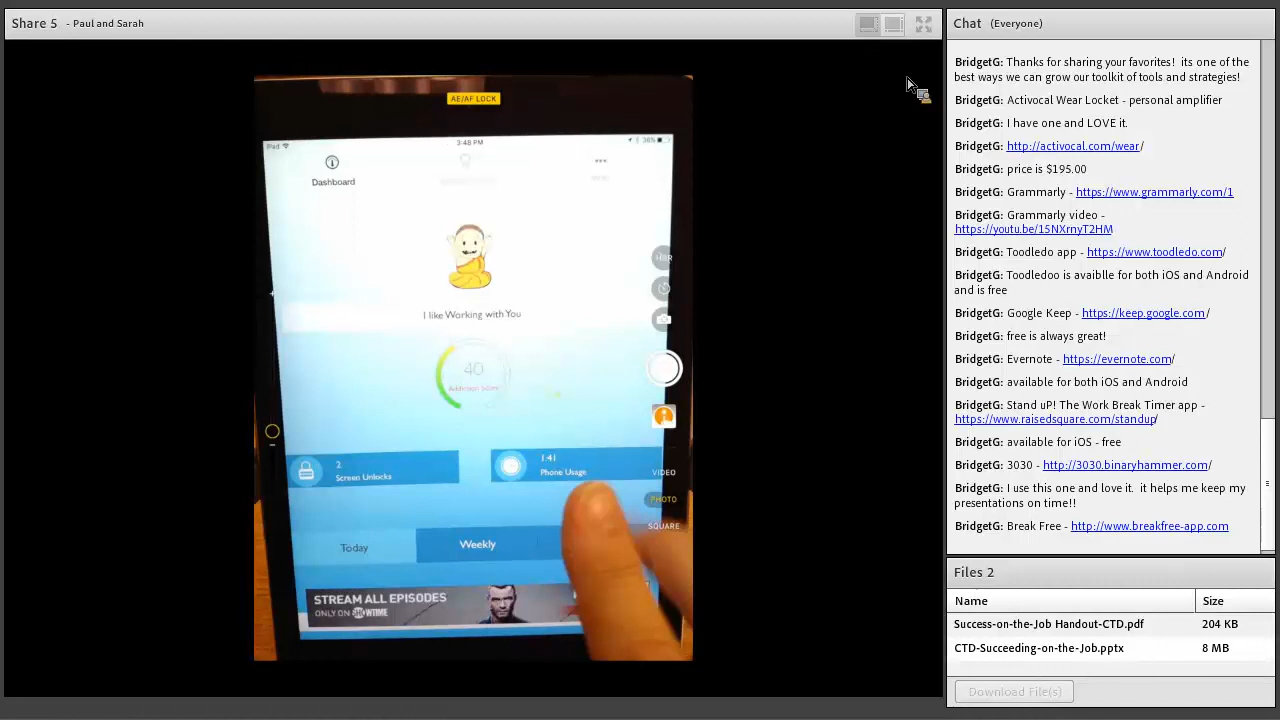 Share 5 - Paul and Sarah
AE/AF LOCK
iPad 3:48 PM 36%
Dashboard
I like Working with You
40
Addiction Score
2
Screen Unlocks
1:41
Phone Usage
Today
Weekly
STREAM ALL EPISODES
ONLY ON SHOWTIME
HDR
VIDEO
PHOTO
SQUARE
Chat (Everyone)
BridgetG: Thanks for sharing your favorites! its one of the
best ways we can grow our toolkit of tools and strategies!
BridgetG: Activocal Wear Locket - personal amplifier
BridgetG: I have one and LOVE it.
BridgetG: http://activocal.com/wear/
BridgetG: price is $195.00
BridgetG: Grammarly - https://www.grammarly.com/1
BridgetG: Grammarly video -
https://youtu.be/15NXrnyT2HM
BridgetG: Toodledo app - https://www.toodledo.com/
BridgetG: Toodledoo is avaiblle for both iOS and Android
and is free
BridgetG: Google Keep - https://keep.google.com/
BridgetG: free is always great!
BridgetG: Evernote - https://evernote.com/
BridgetG: available for both iOS and Android
BridgetG: Stand uP! The Work Break Timer app -
https://www.raisedsquare.com/standup/
BridgetG: available for iOS - free
BridgetG: 3030 - http://3030.binaryhammer.com/
BridgetG: I use this one and love it. it helps me keep my
presentations on time!!
BridgetG: Break Free - http://www.breakfree-app.com
Files 2
Name Size
Success-on-the-Job Handout-CTD.pdf 204 KB
CTD-Succeeding-on-the-Job.pptx 8 MB
Download File(s)